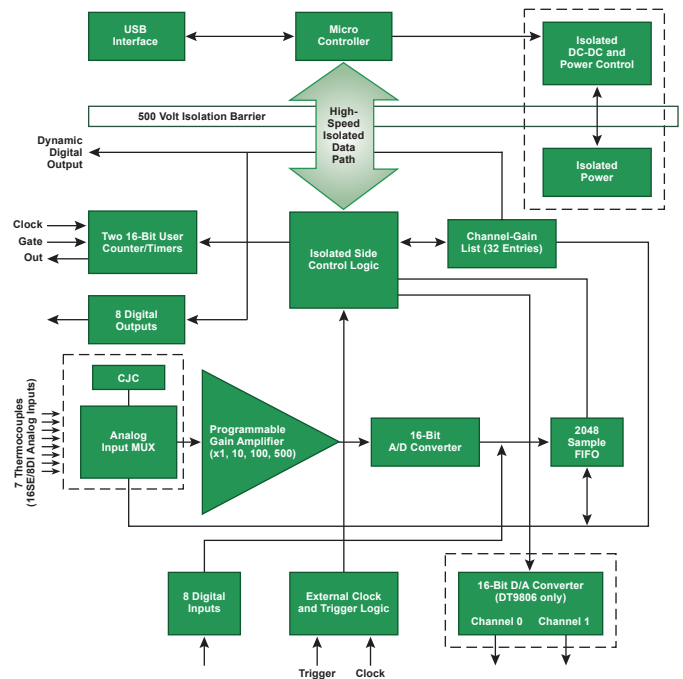 USB
Interface
Micro
Controller
Isolated
DC-DC and
Power Control
500 Volt Isolation Barrier
High-
Speed
Isolated
Data
Path
Dynamic
Digital
Output
Isolated
Power
Clock
Gate
Out
Two 16-Bit User
Counter/Timers
Isolated Side
Control Logic
Channel-Gain
List (32 Entries)
8 Digital
Outputs
7 Thermocouples
(16SE/8DI Analog Inputs)
CJC
Analog
Input MUX
Programmable
Gain Amplifier
(x1, 10, 100, 500)
16-Bit
A/D Converter
2048
Sample
FIFO
8 Digital
Inputs
External Clock
and Trigger Logic
16-Bit D/A Converter
(DT9806 only)
Channel 0 Channel 1
Trigger Clock